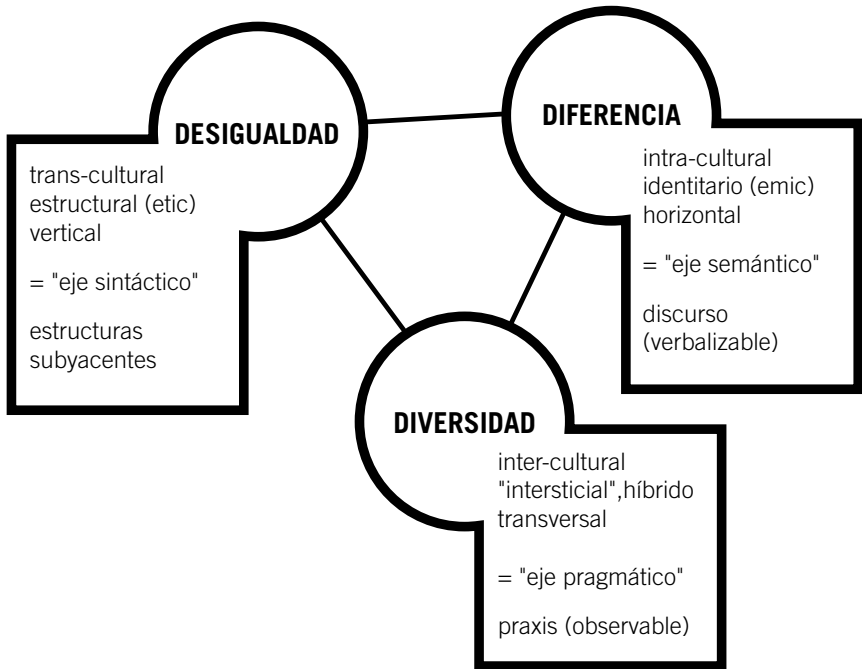 DESIGUALDAD
trans-cultural
estructural (etic)
vertical
= "eje sintáctico"
estructuras
subyacentes
DIFERENCIA
intra-cultural
identitario (emic)
horizontal
= "eje semántico"
discurso
(verbalizable)
DIVERSIDAD
inter-cultural
"intersticial",híbrido
transversal
= "eje pragmático"
praxis (observable)